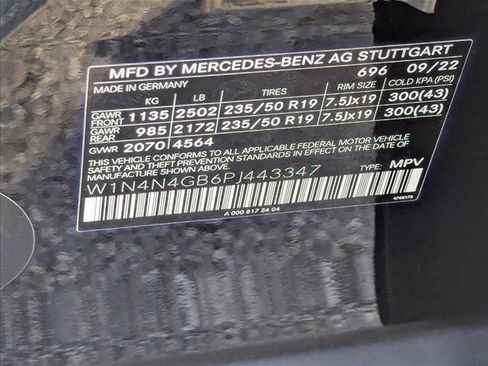 MFD BY MERCEDES-BENZ AG STUTTGART
MADE IN GERMANY 696 09/22
KG LB TIRES RIM SIZE COLD KPA (PSI)
GAWR FRONT 1135 2502 235/50 R19 7.5Jx19 300(43)
GAWR REAR 985 2172 235/50 R19 7.5Jx19 300(43)
GVWR 2070 4564
THIS VEHICLE CONFORMS TO ALL APPLICABLE FEDERAL MOTOR VEHICLE
SAFETY STANDARDS IN EFFECT ON THE DATE OF MANUFACTURE SHOWN ABOVE.
W1N4N4GB6PJ443347 TYPE: MPV
A 000 817 54 04